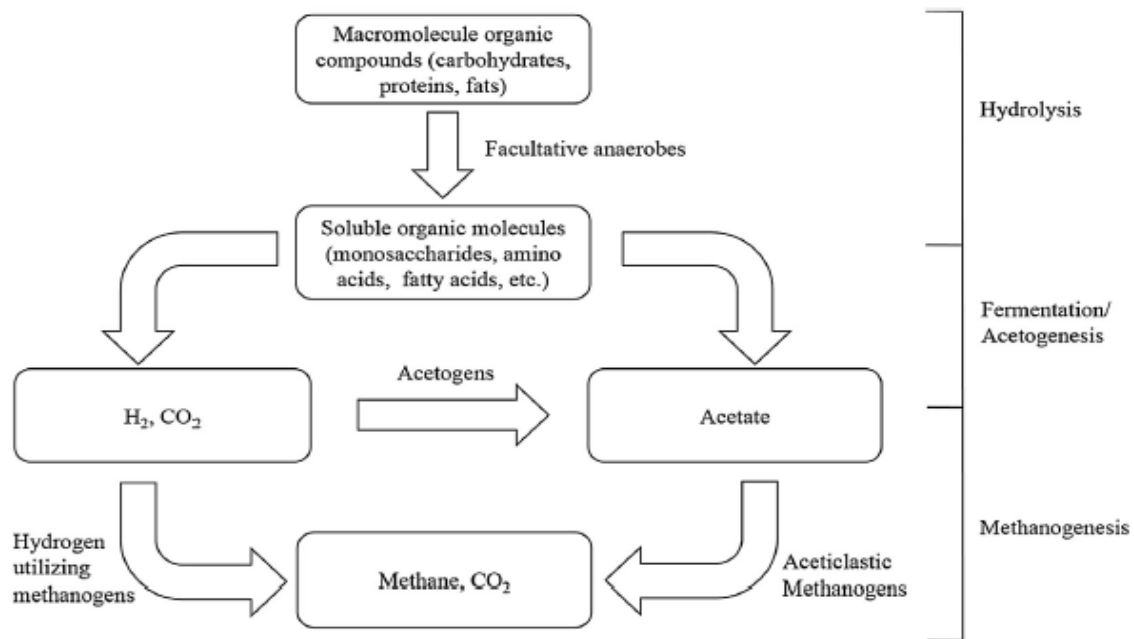 Macromolecule organic
compounds (carbohydrates,
proteins, fats)
Hydrolysis
Facultative anaerobes
Soluble organic molecules
(monosaccharides, amino
acids, fatty acids, etc.)
Fermentation/
Acetogenesis
Acetogens
H₂, CO₂
Acetate
Methanogenesis
Hydrogen
utilizing
methanogens
Methane, CO₂
Aceticlastic
Methanogens